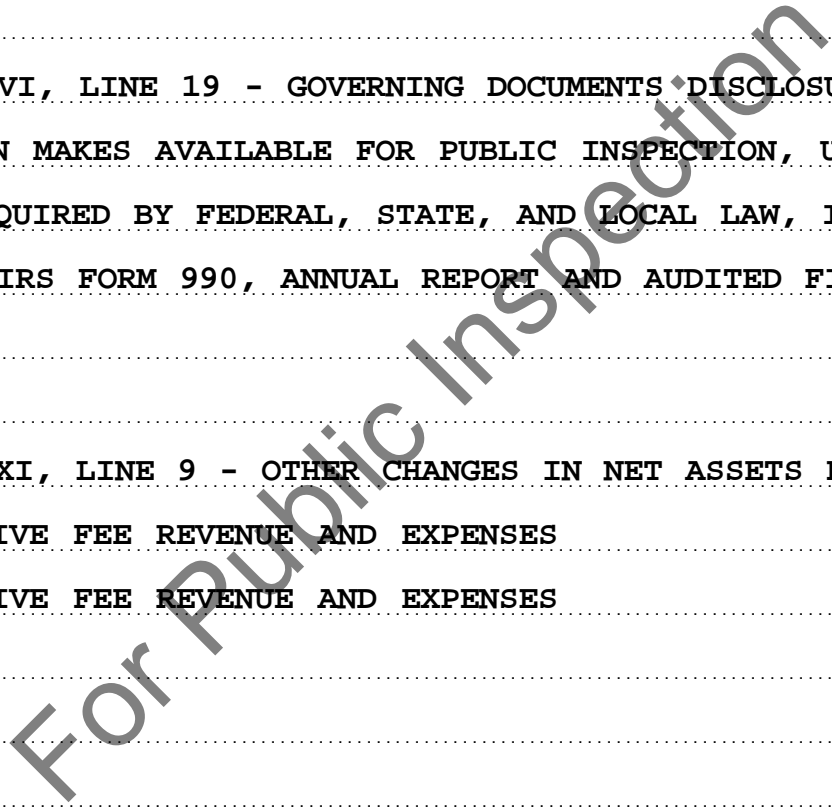 VI, LINE 19 - GOVERNING DOCUMENTS DISCLOSU
N MAKES AVAILABLE FOR PUBLIC INSPECTION, U
QUIRED BY FEDERAL, STATE, AND LOCAL LAW, I
IRS FORM 990, ANNUAL REPORT AND AUDITED FI
XI, LINE 9 - OTHER CHANGES IN NET ASSETS
IVE FEE REVENUE AND EXPENSES
IVE FEE REVENUE AND EXPENSES
For Public Inspection